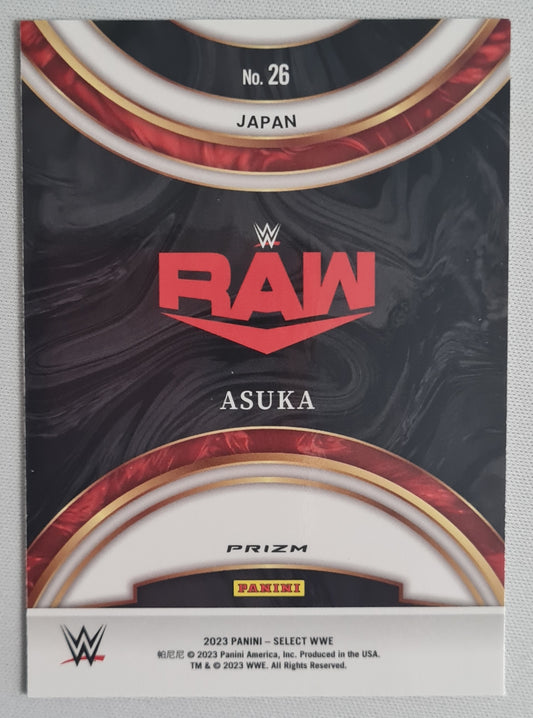 No. 26
JAPAN
W
RAW
ASUKA
PRIZM
PANINI
W
2023 PANINI – SELECT WWE
帕尼尼 © 2023 Panini America, Inc. Produced in the USA.
TM & © 2023 WWE. All Rights Reserved.